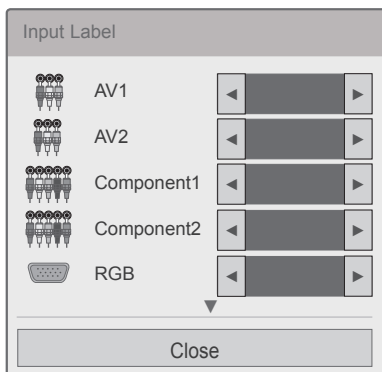 Input Label
AV1
AV2
Component1
Component2
RGB
Close